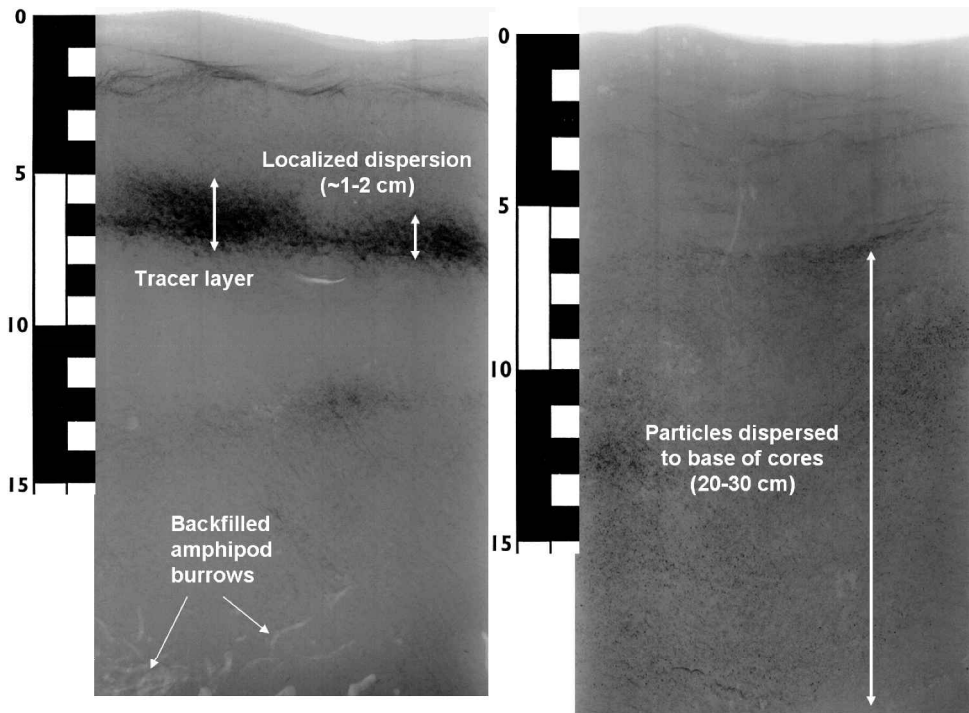 0
5
10
15
Localized dispersion
(~1-2 cm)
Tracer layer
Backfilled
amphipod
burrows
0
5
10
15
Particles dispersed
to base of cores
(20-30 cm)